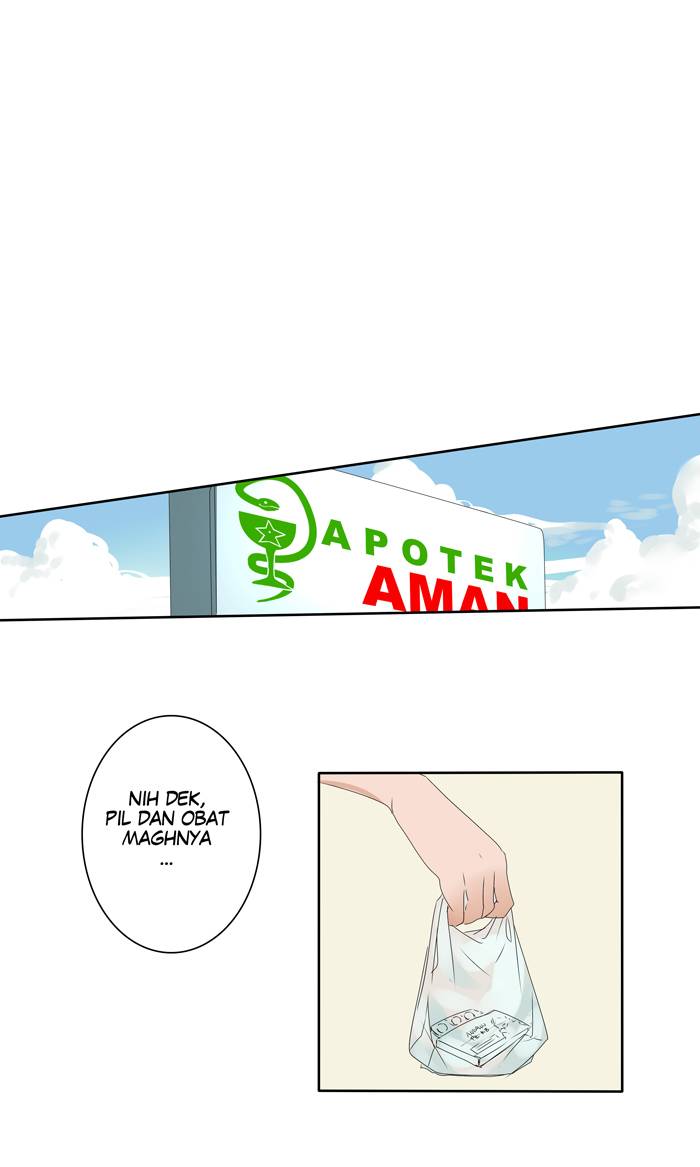 APOTEK
AMAN
NIH DEK,
PIL DAN OBAT
MAGHNYA
...